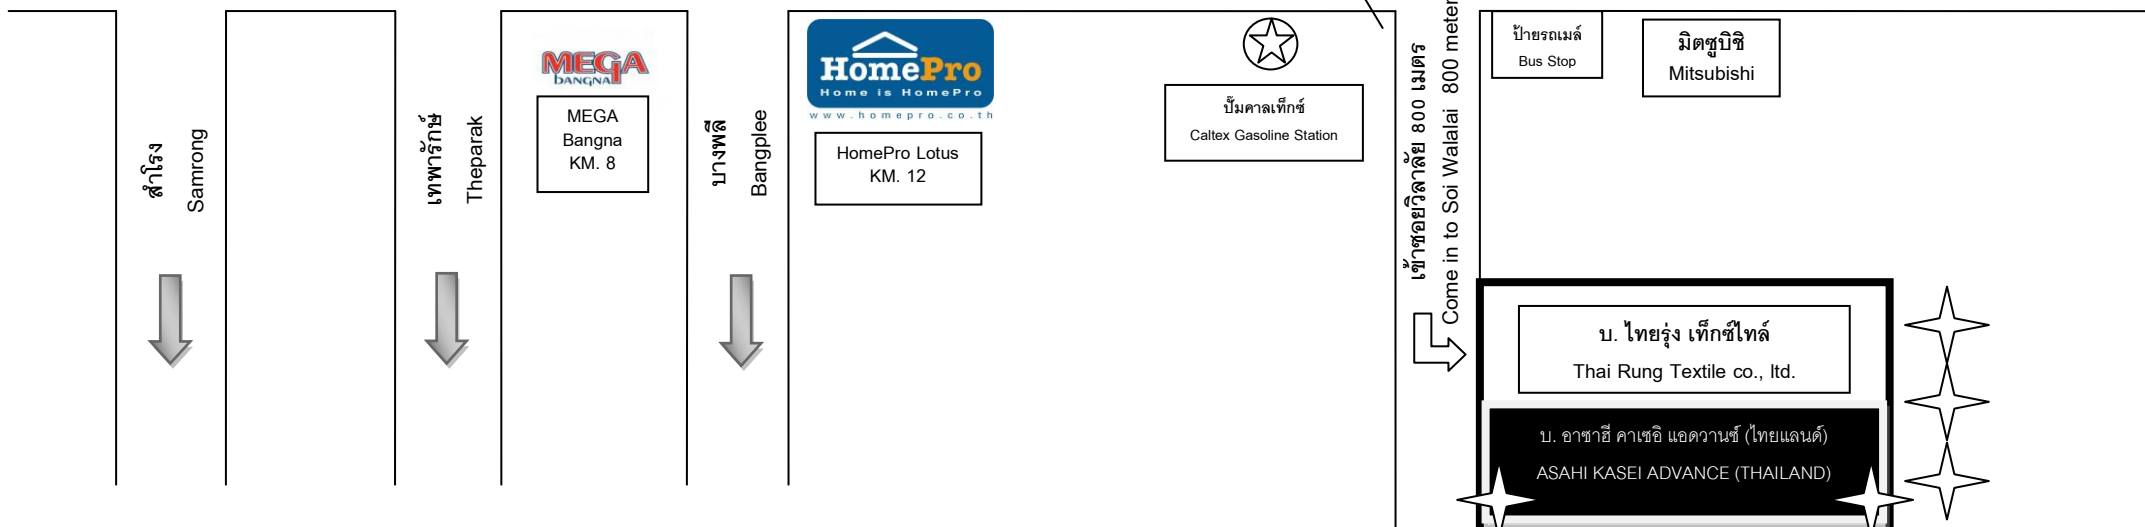 สำโรง
Samrong
เทพารักษ์
Theparak
MEGA
BANGNA
MEGA
Bangna
KM. 8
บางพลี
Bangplee
HomePro
Home is HomePro
www.homepro.co.th
HomePro Lotus
KM. 12
ปั๊มคาลเท็กซ์
Caltex Gasoline Station
เข้าซอยวิลาลัย 800 เมตร
Come in to Soi Walalai 800 meter
ป้ายรถเมล์
Bus Stop
มิตซูบิชิ
Mitsubishi
บ. ไทยรุ่ง เท็กซ์ไทล์
Thai Rung Textile co., ltd.
บ. อาซาฮี คาเซอิ แอดวานซ์ (ไทยแลนด์)
ASAHI KASEI ADVANCE (THAILAND)